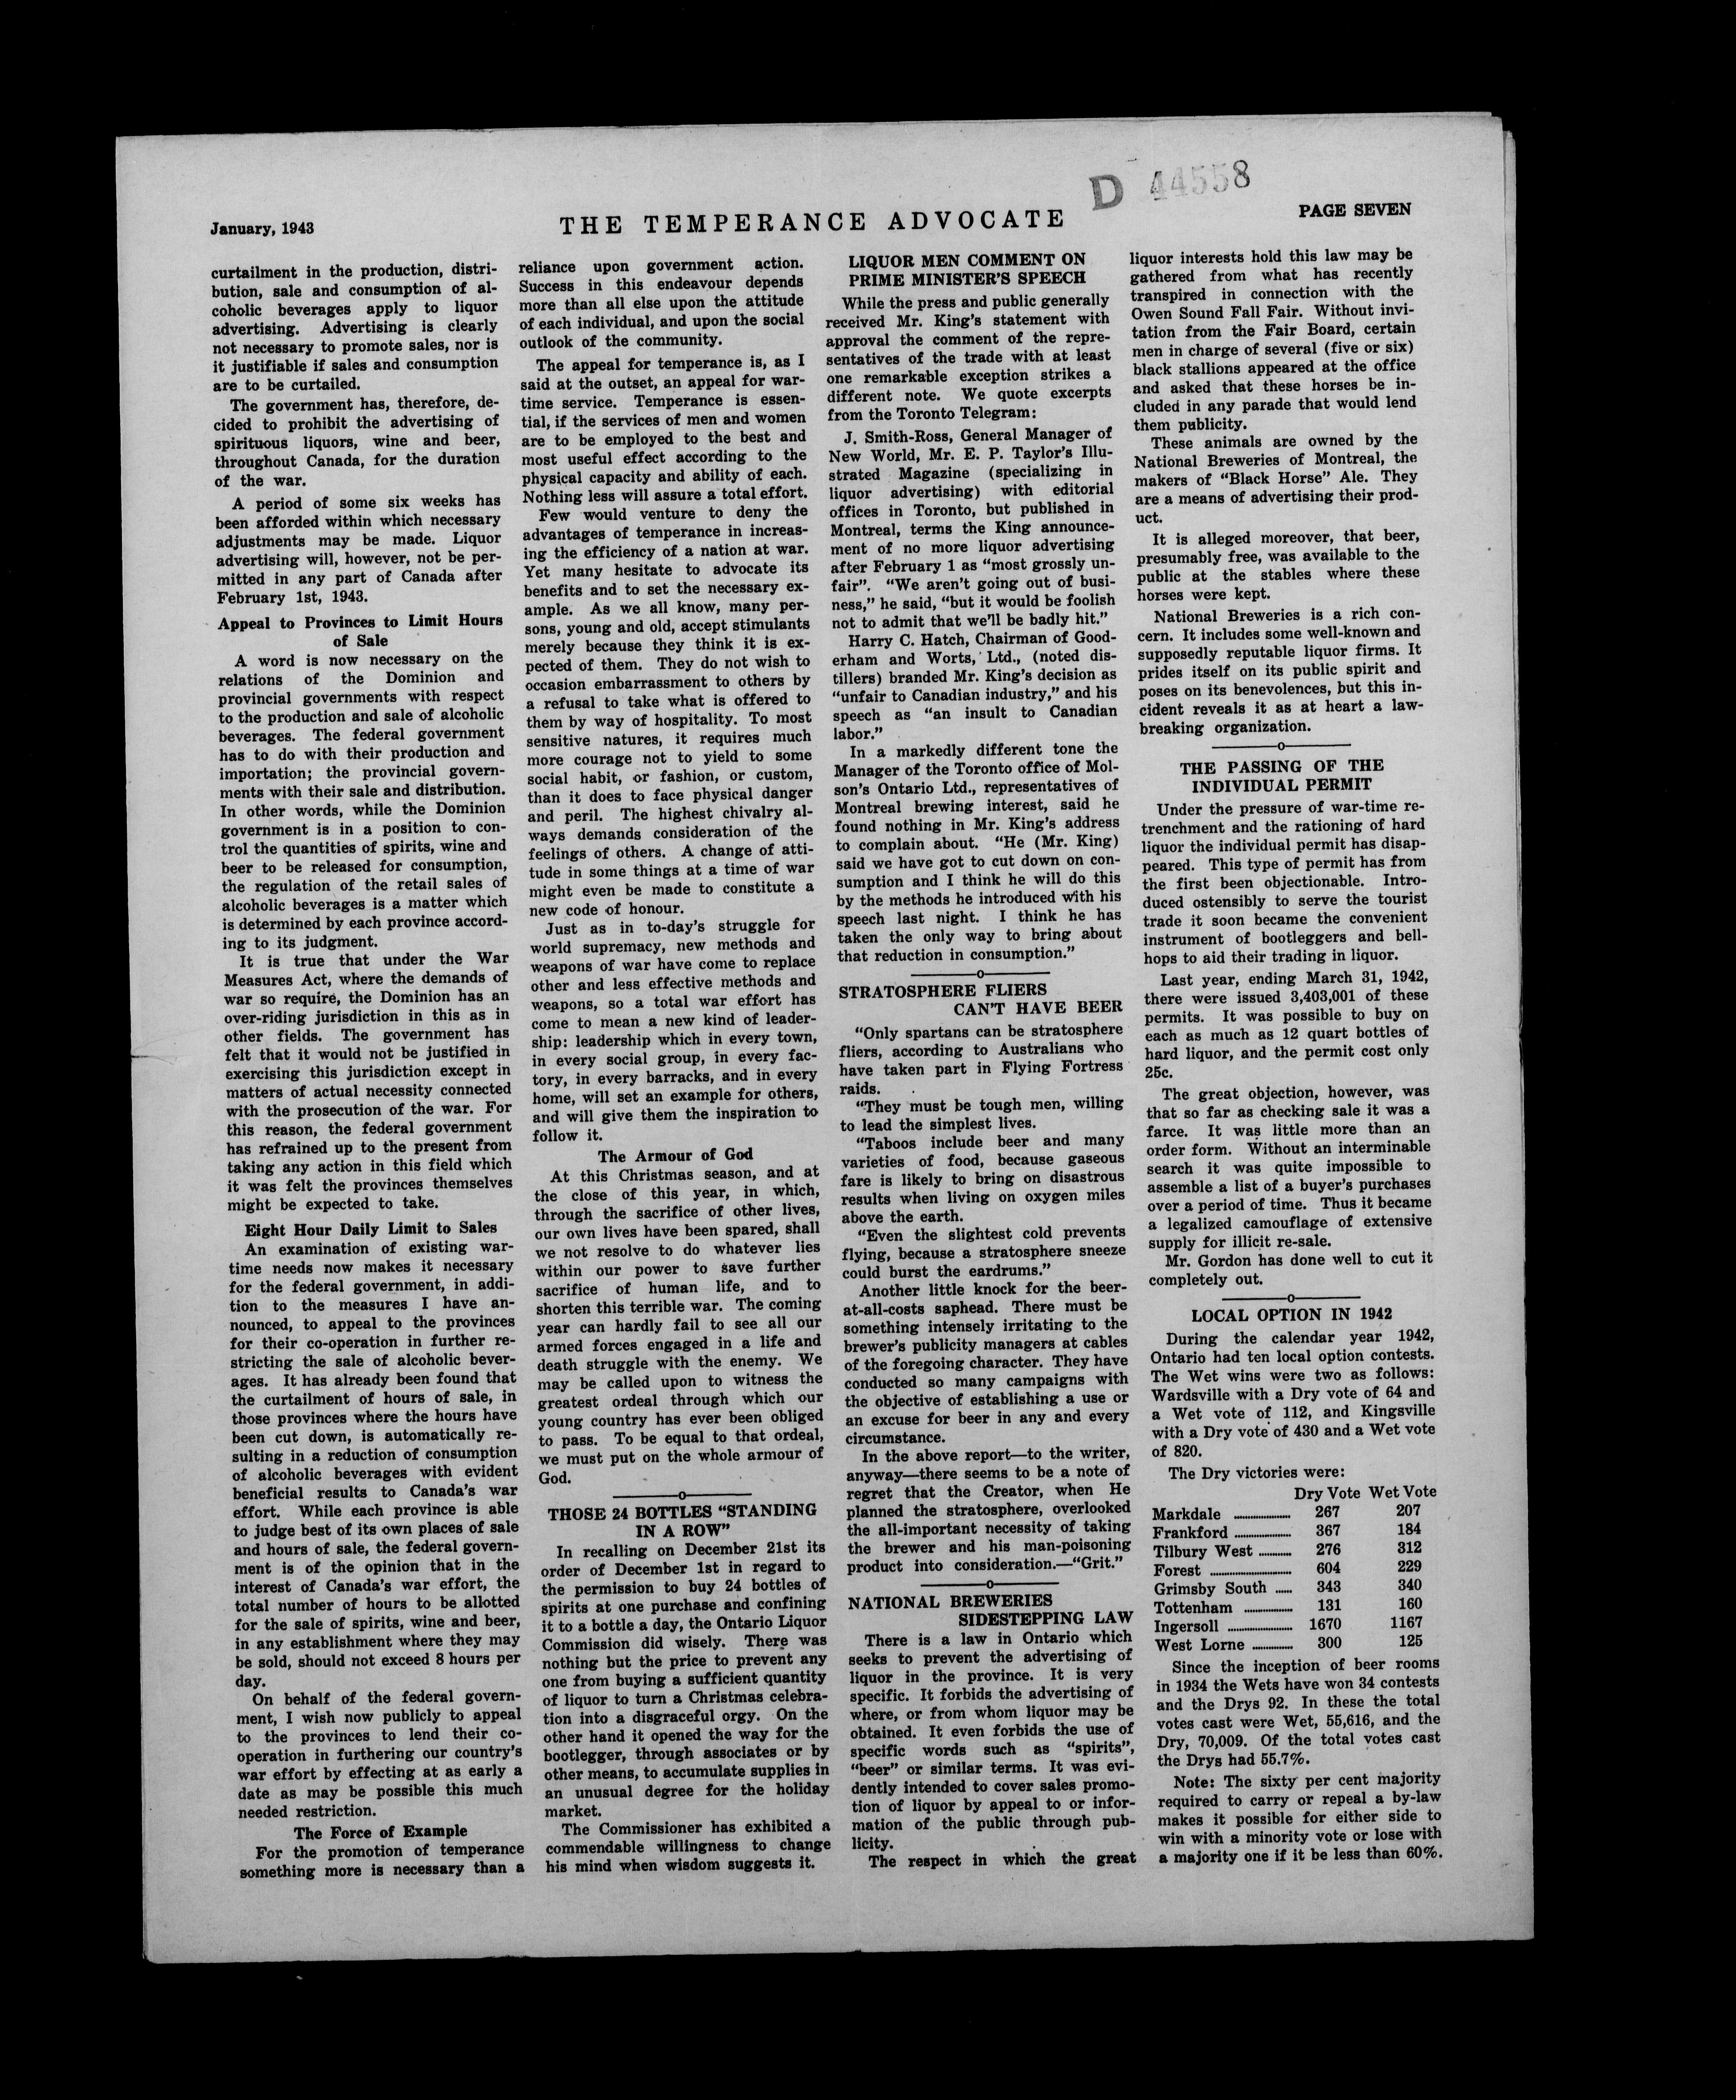 D 44558
January, 1943
THE TEMPERANCE ADVOCATE
PAGE SEVEN
curtailment in the production, distri-
bution, sale and consumption of al-
coholic beverages apply to liquor
advertising. Advertising is clearly
not necessary to promote sales, nor is
it justifiable if sales and consumption
are to be curtailed.
The government has, therefore, de-
cided to prohibit the advertising of
spirituous liquors, wine and beer,
throughout Canada, for the duration
of the war.
A period of some six weeks has
been afforded within which necessary
adjustments may be made. Liquor
advertising will, however, not be per-
mitted in any part of Canada after
February 1st, 1943.
Appeal to Provinces to Limit Hours
of Sale
A word is now necessary on the
relations of the Dominion and
provincial governments with respect
to the production and sale of alcoholic
beverages. The federal government
has to do with their production and
importation; the provincial govern-
ments with their sale and distribution.
In other words, while the Dominion
government is in a position to con-
trol the quantities of spirits, wine and
beer to be released for consumption,
the regulation of the retail sales of
alcoholic beverages is a matter which
is determined by each province accord-
ing to its judgment.
It is true that under the War
Measures Act, where the demands of
war so require, the Dominion has an
over-riding jurisdiction in this as in
other fields. The government has
felt that it would not be justified in
exercising this jurisdiction except in
matters of actual necessity connected
with the prosecution of the war. For
this reason, the federal government
has refrained up to the present from
taking any action in this field which
it was felt the provinces themselves
might be expected to take.
Eight Hour Daily Limit to Sales
An examination of existing war-
time needs now makes it necessary
for the federal government, in addi-
tion to the measures I have an-
nounced, to appeal to the provinces
for their co-operation in further re-
stricting the sale of alcoholic bever-
ages. It has already been found that
the curtailment of hours of sale, in
those provinces where the hours have
been cut down, is automatically re-
sulting in a reduction of consumption
of alcoholic beverages with evident
beneficial results to Canada's war
effort. While each province is able
to judge best of its own places of sale
and hours of sale, the federal govern-
ment is of the opinion that in the
interest of Canada's war effort, the
total number of hours to be allotted
for the sale of spirits, wine and beer,
in any establishment where they may
be sold, should not exceed 8 hours per
day.
On behalf of the federal govern-
ment, I wish now publicly to appeal
to the provinces to lend their co-
operation in furthering our country's
war effort by effecting at as early a
date as may be possible this much
needed restriction.
The Force of Example
For the promotion of temperance
something more is necessary than a
reliance upon government action.
Success in this endeavour depends
more than all else upon the attitude
of each individual, and upon the social
outlook of the community.
The appeal for temperance is, as I
said at the outset, an appeal for war-
time service. Temperance is essen-
tial, if the services of men and women
are to be employed to the best and
most useful effect according to the
physical capacity and ability of each.
Nothing less will assure a total effort.
Few would venture to deny the
advantages of temperance in increas-
ing the efficiency of a nation at war.
Yet many hesitate to advocate its
benefits and to set the necessary ex-
ample. As we all know, many per-
sons, young and old, accept stimulants
merely because they think it is ex-
pected of them. They do not wish to
occasion embarrassment to others by
a refusal to take what is offered to
them by way of hospitality. To most
sensitive natures, it requires much
more courage not to yield to some
social habit, or fashion, or custom,
than it does to face physical danger
and peril. The highest chivalry al-
ways demands consideration of the
feelings of others. A change of atti-
tude in some things at a time of war
might even be made to constitute a
new code of honour.
Just as in to-day's struggle for
world supremacy, new methods and
weapons of war have come to replace
other and less effective methods and
weapons, so a total war effort has
come to mean a new kind of leader-
ship: leadership which in every town,
in every social group, in every fac-
tory, in every barracks, and in every
home, will set an example for others,
and will give them the inspiration to
follow it.
The Armour of God
At this Christmas season, and at
the close of this year, in which,
through the sacrifice of other lives,
our own lives have been spared, shall
we not resolve to do whatever lies
within our power to save further
sacrifice of human life, and to
shorten this terrible war. The coming
year can hardly fail to see all our
armed forces engaged in a life and
death struggle with the enemy. We
may be called upon to witness the
greatest ordeal through which our
young country has ever been obliged
to pass. To be equal to that ordeal,
we must put on the whole armour of
God.
THOSE 24 BOTTLES "STANDING
IN A ROW"
In recalling on December 21st its
order of December 1st in regard to
the permission to buy 24 bottles of
spirits at one purchase and confining
it to a bottle a day, the Ontario Liquor
Commission did wisely. There was
nothing but the price to prevent any
one from buying a sufficient quantity
of liquor to turn a Christmas celebra-
tion into a disgraceful orgy. On the
other hand it opened the way for the
bootlegger, through associates or by
other means, to accumulate supplies in
an unusual degree for the holiday
market.
The Commissioner has exhibited a
commendable willingness to change
his mind when wisdom suggests it.
LIQUOR MEN COMMENT ON
PRIME MINISTER'S SPEECH
While the press and public generally
received Mr. King's statement with
approval the comment of the repre-
sentatives of the trade with at least
one remarkable exception strikes a
different note. We quote excerpts
from the Toronto Telegram:
J. Smith-Ross, General Manager of
New World, Mr. E. P. Taylor's Illu-
strated Magazine (specializing in
liquor advertising) with editorial
offices in Toronto, but published in
Montreal, terms the King announce-
ment of no more liquor advertising
after February 1 as "most grossly un-
fair". "We aren't going out of busi-
ness," he said, "but it would be foolish
not to admit that we'll be badly hit."
Harry C. Hatch, Chairman of Good-
erham and Worts, Ltd., (noted dis-
tillers) branded Mr. King's decision as
"unfair to Canadian industry," and his
speech as "an insult to Canadian
labor."
In a markedly different tone the
Manager of the Toronto office of Mol-
son's Ontario Ltd., representatives of
Montreal brewing interest, said he
found nothing in Mr. King's address
to complain about. "He (Mr. King)
said we have got to cut down on con-
sumption and I think he will do this
by the methods he introduced with his
speech last night. I think he has
taken the only way to bring about
that reduction in consumption."
STRATOSPHERE FLIERS
CAN'T HAVE BEER
"Only spartans can be stratosphere
fliers, according to Australians who
have taken part in Flying Fortress
raids.
"They must be tough men, willing
to lead the simplest lives.
"Taboos include beer and many
varieties of food, because gaseous
fare is likely to bring on disastrous
results when living on oxygen miles
above the earth.
"Even the slightest cold prevents
flying, because a stratosphere sneeze
could burst the eardrums."
Another little knock for the beer-
at-all-costs saphead. There must be
something intensely irritating to the
brewer's publicity managers at cables
of the foregoing character. They have
conducted so many campaigns with
the objective of establishing a use or
an excuse for beer in any and every
circumstance.
In the above report—to the writer,
anyway—there seems to be a note of
regret that the Creator, when He
planned the stratosphere, overlooked
the all-important necessity of taking
the brewer and his man-poisoning
product into consideration.—"Grit."
NATIONAL BREWERIES
SIDESTEPPING LAW
There is a law in Ontario which
seeks to prevent the advertising of
liquor in the province. It is very
specific. It forbids the advertising of
where, or from whom liquor may be
obtained. It even forbids the use of
specific words such as "spirits",
"beer" or similar terms. It was evi-
dently intended to cover sales promo-
tion of liquor by appeal to or infor-
mation of the public through pub-
licity.
The respect in which the great
liquor interests hold this law may be
gathered from what has recently
transpired in connection with the
Owen Sound Fall Fair. Without invi-
tation from the Fair Board, certain
men in charge of several (five or six)
black stallions appeared at the office
and asked that these horses be in-
cluded in any parade that would lend
them publicity.
These animals are owned by the
National Breweries of Montreal, the
makers of "Black Horse" Ale. They
are a means of advertising their prod-
uct.
It is alleged moreover, that beer,
presumably free, was available to the
public at the stables where these
horses were kept.
National Breweries is a rich con-
cern. It includes some well-known and
supposedly reputable liquor firms. It
prides itself on its public spirit and
poses on its benevolences, but this in-
cident reveals it as at heart a law-
breaking organization.
THE PASSING OF THE
INDIVIDUAL PERMIT
Under the pressure of war-time re-
trenchment and the rationing of hard
liquor the individual permit has disap-
peared. This type of permit has from
the first been objectionable. Intro-
duced ostensibly to serve the tourist
trade it soon became the convenient
instrument of bootleggers and bell-
hops to aid their trading in liquor.
Last year, ending March 31, 1942,
there were issued 3,403,001 of these
permits. It was possible to buy on
each as much as 12 quart bottles of
hard liquor, and the permit cost only
25c.
The great objection, however, was
that so far as checking sale it was a
farce. It was little more than an
order form. Without an interminable
search it was quite impossible to
assemble a list of a buyer's purchases
over a period of time. Thus it became
a legalized camouflage of extensive
supply for illicit re-sale.
Mr. Gordon has done well to cut it
completely out.
LOCAL OPTION IN 1942
During the calendar year 1942,
Ontario had ten local option contests.
The Wet wins were two as follows:
Wardsville with a Dry vote of 64 and
a Wet vote of 112, and Kingsville
with a Dry vote of 430 and a Wet vote
of 820.
The Dry victories were:
Dry Vote Wet Vote
Markdale 267 207
Frankford 367 184
Tilbury West 276 312
Forest 604 229
Grimsby South 343 340
Tottenham 131 160
Ingersoll 1670 1167
West Lorne 300 125
Since the inception of beer rooms
in 1934 the Wets have won 34 contests
and the Drys 92. In these the total
votes cast were Wet, 55,616, and the
Dry, 70,009. Of the total votes cast
the Drys had 55.7%.
Note: The sixty per cent majority
required to carry or repeal a by-law
makes it possible for either side to
win with a minority vote or lose with
a majority one if it be less than 60%.